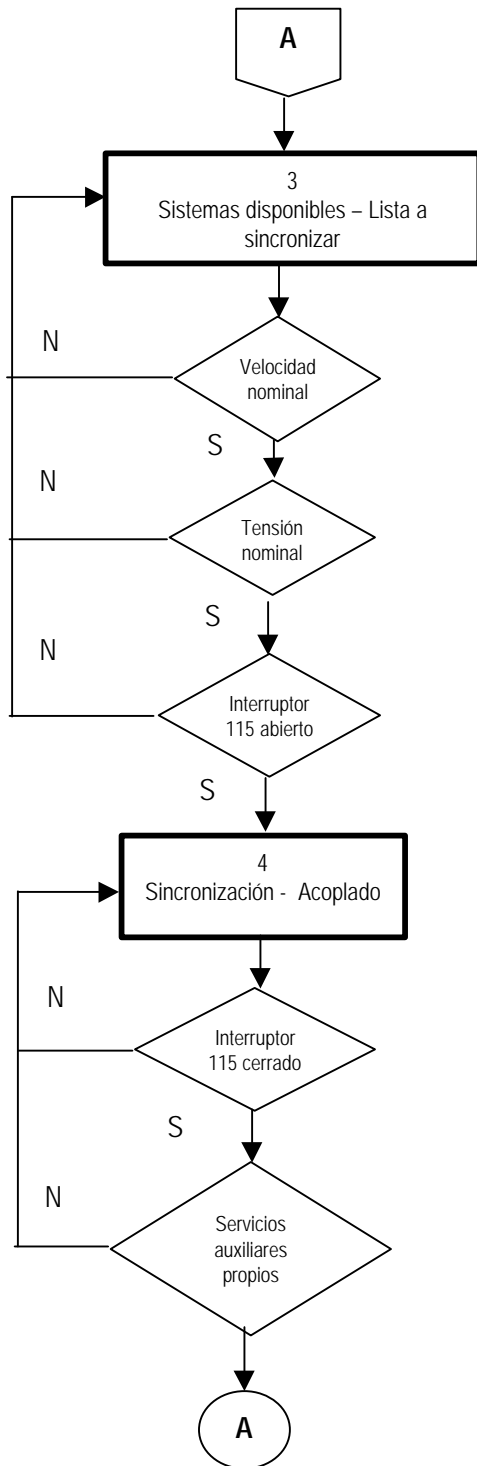 A
3
Sistemas disponibles – Lista a
sincronizar
N
Velocidad
nominal
S
N
Tensión
nominal
S
N
Interruptor
115 abierto
S
4
Sincronización - Acoplado
N
Interruptor
115 cerrado
S
N
Servicios
auxiliares
propios
A